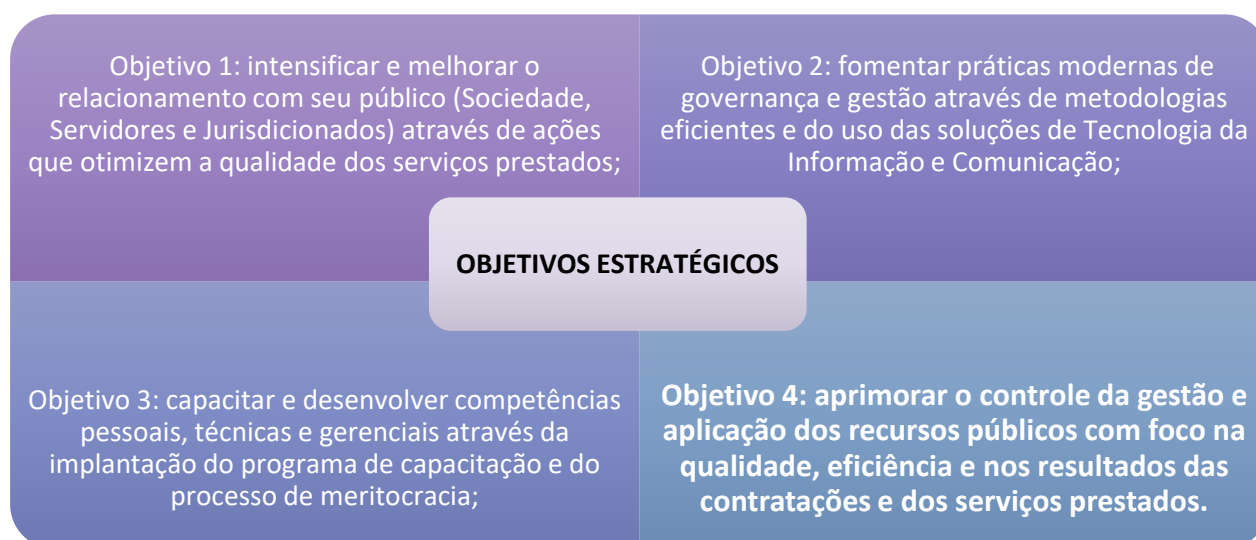 Objetivo 1: intensificar e melhorar o
relacionamento com seu público (Sociedade,
Servidores e Jurisdicionados) através de ações
que otimizem a qualidade dos serviços prestados;
Objetivo 2: fomentar práticas modernas de
governança e gestão através de metodologias
eficientes e do uso das soluções de Tecnologia da
Informação e Comunicação;
OBJETIVOS ESTRATÉGICOS
Objetivo 3: capacitar e desenvolver competências
pessoais, técnicas e gerenciais através da
implantação do programa de capacitação e do
processo de meritocracia;
Objetivo 4: aprimorar o controle da gestão e
aplicação dos recursos públicos com foco na
qualidade, eficiência e nos resultados das
contratações e dos serviços prestados.